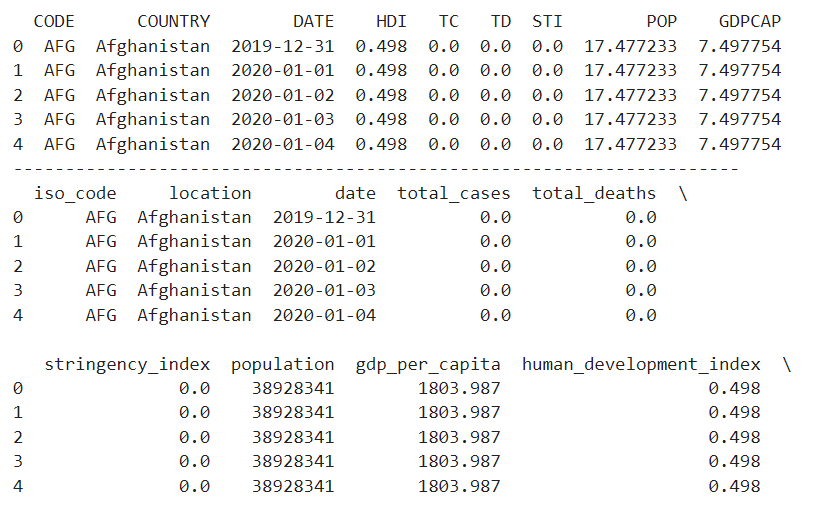 CODE      COUNTRY        DATE    HDI   TC   TD  STI        POP    GDPCAP
0  AFG  Afghanistan  2019-12-31  0.498  0.0  0.0  0.0  17.477233  7.497754
1  AFG  Afghanistan  2020-01-01  0.498  0.0  0.0  0.0  17.477233  7.497754
2  AFG  Afghanistan  2020-01-02  0.498  0.0  0.0  0.0  17.477233  7.497754
3  AFG  Afghanistan  2020-01-03  0.498  0.0  0.0  0.0  17.477233  7.497754
4  AFG  Afghanistan  2020-01-04  0.498  0.0  0.0  0.0  17.477233  7.497754
----------------------------------------------------------------------
  iso_code     location        date  total_cases  total_deaths  \
0      AFG  Afghanistan  2019-12-31          0.0           0.0
1      AFG  Afghanistan  2020-01-01          0.0           0.0
2      AFG  Afghanistan  2020-01-02          0.0           0.0
3      AFG  Afghanistan  2020-01-03          0.0           0.0
4      AFG  Afghanistan  2020-01-04          0.0           0.0
   stringency_index  population  gdp_per_capita  human_development_index  \
0               0.0    38928341        1803.987                    0.498
1               0.0    38928341        1803.987                    0.498
2               0.0    38928341        1803.987                    0.498
3               0.0    38928341        1803.987                    0.498
4               0.0    38928341        1803.987                    0.498